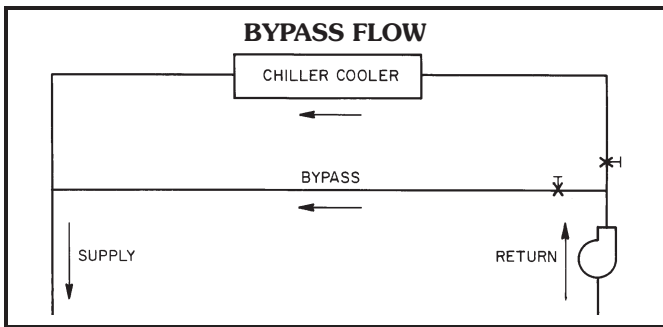 BYPASS FLOW
CHILLER COOLER
BYPASS
SUPPLY
RETURN